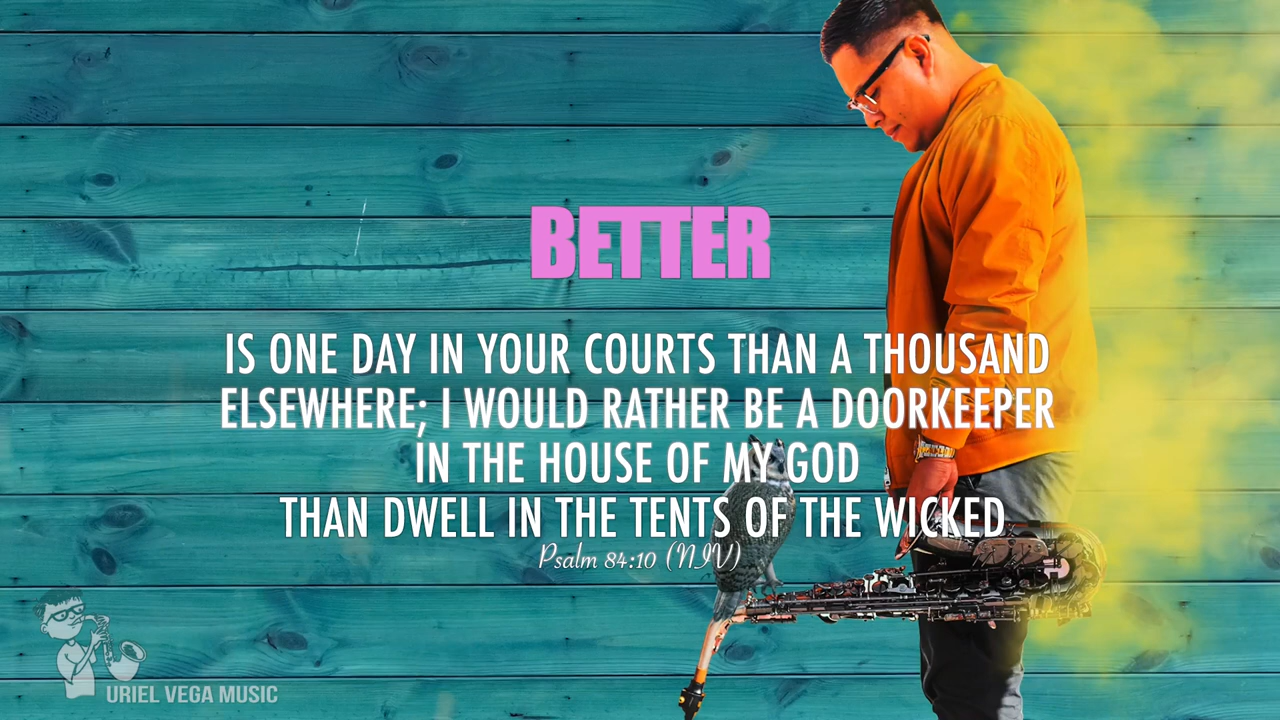 BETTER
IS ONE DAY IN YOUR COURTS THAN A THOUSAND
ELSEWHERE; I WOULD RATHER BE A DOORKEEPER
IN THE HOUSE OF MY GOD
THAN DWELL IN THE TENTS OF THE WICKED
Psalm 84:10 (NIV)
URIEL VEGA MUSIC